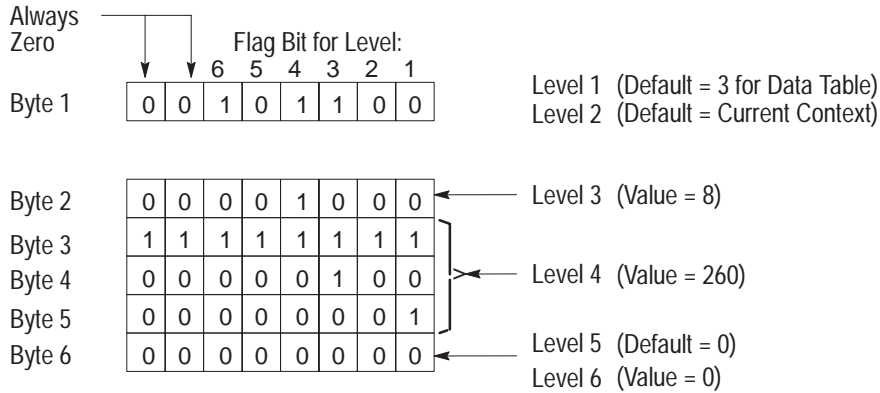 Always
Zero
Flag Bit for Level:
6 5 4 3 2 1
Byte 1 0 0 1 0 1 1 0 0
Level 1 (Default = 3 for Data Table)
Level 2 (Default = Current Context)
Byte 2 0 0 0 0 1 0 0 0 Level 3 (Value = 8)
Byte 3 1 1 1 1 1 1 1 1
Byte 4 0 0 0 0 0 1 0 0 Level 4 (Value = 260)
Byte 5 0 0 0 0 0 0 0 1
Byte 6 0 0 0 0 0 0 0 0 Level 5 (Default = 0)
Level 6 (Value = 0)